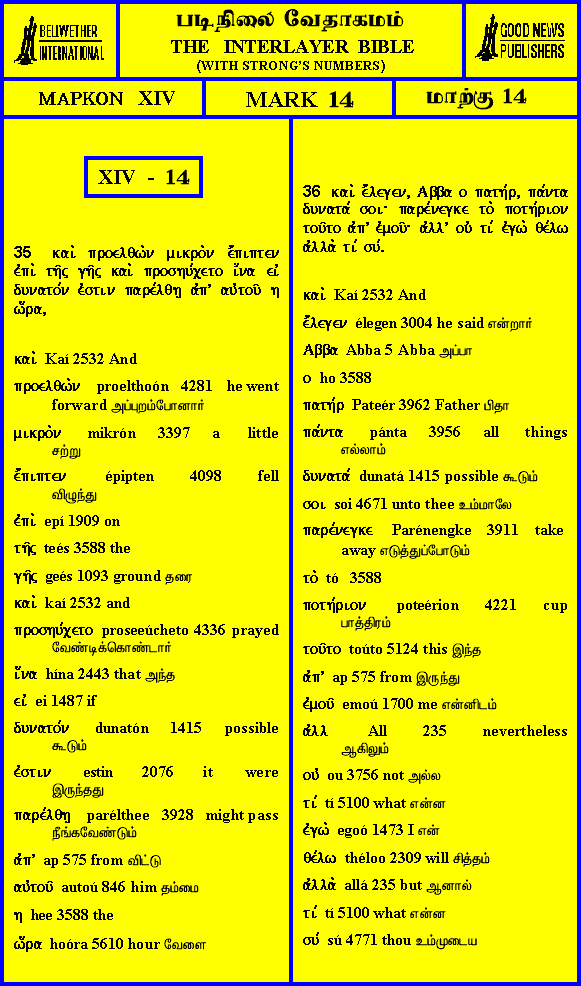 BELLWETHER
INTERNATIONAL
படிநிலை வேதாகமம்
THE INTERLAYER BIBLE
(WITH STRONG'S NUMBERS)
GOOD NEWS
PUBLISHERS
ΜΑΡΚΟΝ XIV
MARK 14
மாற்கு 14
XIV - 14
35 καὶ προελθὼν μικρὸν ἔπιπτεν
ἐπὶ τῆς γῆς καὶ προσηύχετο ἵνα εἰ
δυνατόν ἐστιν παρέλθῃ ἀπ' αὐτοῦ η
ὥρα,
καὶ Kaí 2532 And
προελθὼν proelthoón 4281 he went
forward அப்புறம்போனார்
μικρὸν mikrón 3397 a little
சற்று
ἔπιπτεν épipten 4098 fell
விழுந்து
ἐπὶ epí 1909 on
τῆς teés 3588 the
γῆς geés 1093 ground தரை
καὶ kaí 2532 and
προσηύχετο proseeúcheto 4336 prayed
வேண்டிக்கொண்டார்
ἵνα hína 2443 that அந்த
εἰ ei 1487 if
δυνατόν dunatón 1415 possible
கூடும்
ἐστιν estin 2076 it were
இருந்தது
παρέλθῃ parélthee 3928 might pass
நீங்கவேண்டும்
ἀπ' ap 575 from விட்டு
αὐτοῦ autoú 846 him தம்மை
η hee 3588 the
ὥρα hoóra 5610 hour வேளை
36 καὶ ἔλεγεν, Αββα ο πατήρ, πάντα
δυνατά σοι· παρένεγκε τὸ ποτήριον
τοῦτο ἀπ' ἐμοῦ· ἀλλ' οὐ τί ἐγὼ θέλω
ἀλλὰ τί σύ.
καὶ Kaí 2532 And
ἔλεγεν élegen 3004 he said என்றார்
Αββα Abba 5 Abba அப்பா
ο ho 3588
πατήρ Pateér 3962 Father பிதா
πάντα pánta 3956 all things
எல்லாம்
δυνατά dunatá 1415 possible கூடும்
σοι soi 4671 unto thee உம்மாலே
παρένεγκε Parénengke 3911 take
away எடுத்துப்போடும்
τὸ tó 3588
ποτήριον poteérion 4221 cup
பாத்திரம்
τοῦτο toúto 5124 this இந்த
ἀπ' ap 575 from இருந்து
ἐμοῦ emoú 1700 me என்னிடம்
ἀλλ All 235 nevertheless
ஆகிலும்
οὐ ou 3756 not அல்ல
τί tí 5100 what என்ன
ἐγὼ egoó 1473 I என்
θέλω théloo 2309 will சித்தம்
ἀλλὰ allá 235 but ஆனால்
τί tí 5100 what என்ன
σύ sú 4771 thou உம்முடைய